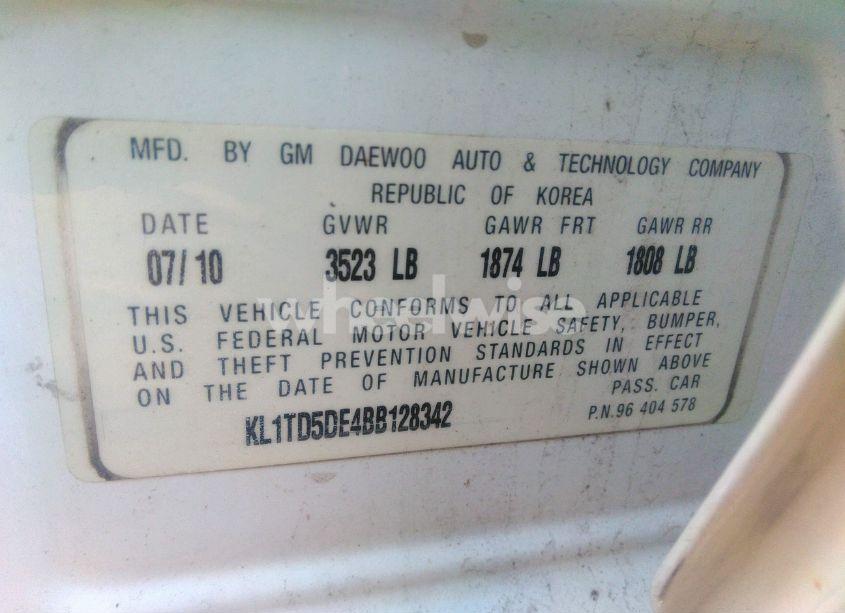 MFD. BY GM DAEWOO AUTO & TECHNOLOGY COMPANY
REPUBLIC OF KOREA
DATE GVWR GAWR FRT GAWR RR
07/10 3523 LB 1874 LB 1808 LB
THIS VEHICLE CONFORMS TO ALL APPLICABLE
U.S. FEDERAL MOTOR VEHICLE SAFETY, BUMPER,
AND THEFT PREVENTION STANDARDS IN EFFECT
ON THE DATE OF MANUFACTURE SHOWN ABOVE
PASS. CAR
KL1TD5DE4BB128342 P.N.96 404 578
wheelwise